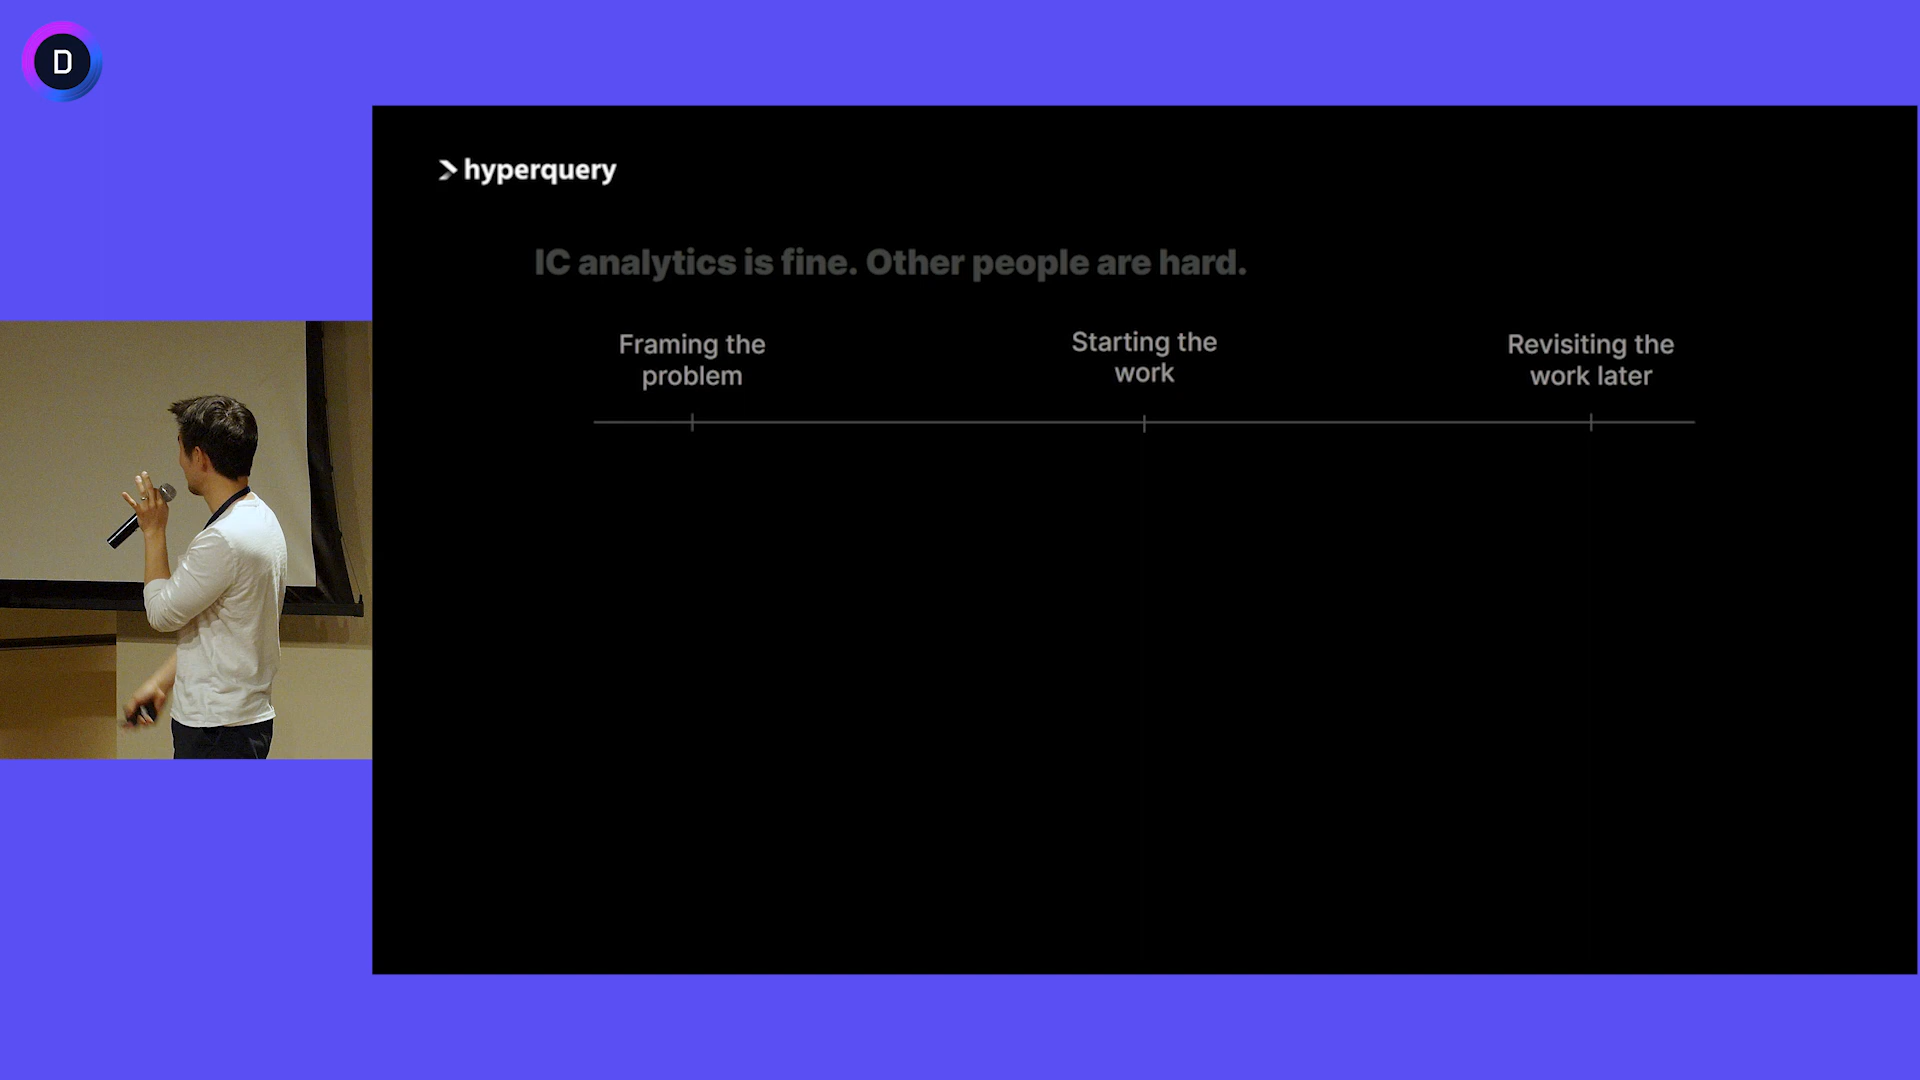 D
hyperquery
IC analytics is fine. Other people are hard.
Framing the
problem
Starting the
work
Revisiting the
work later